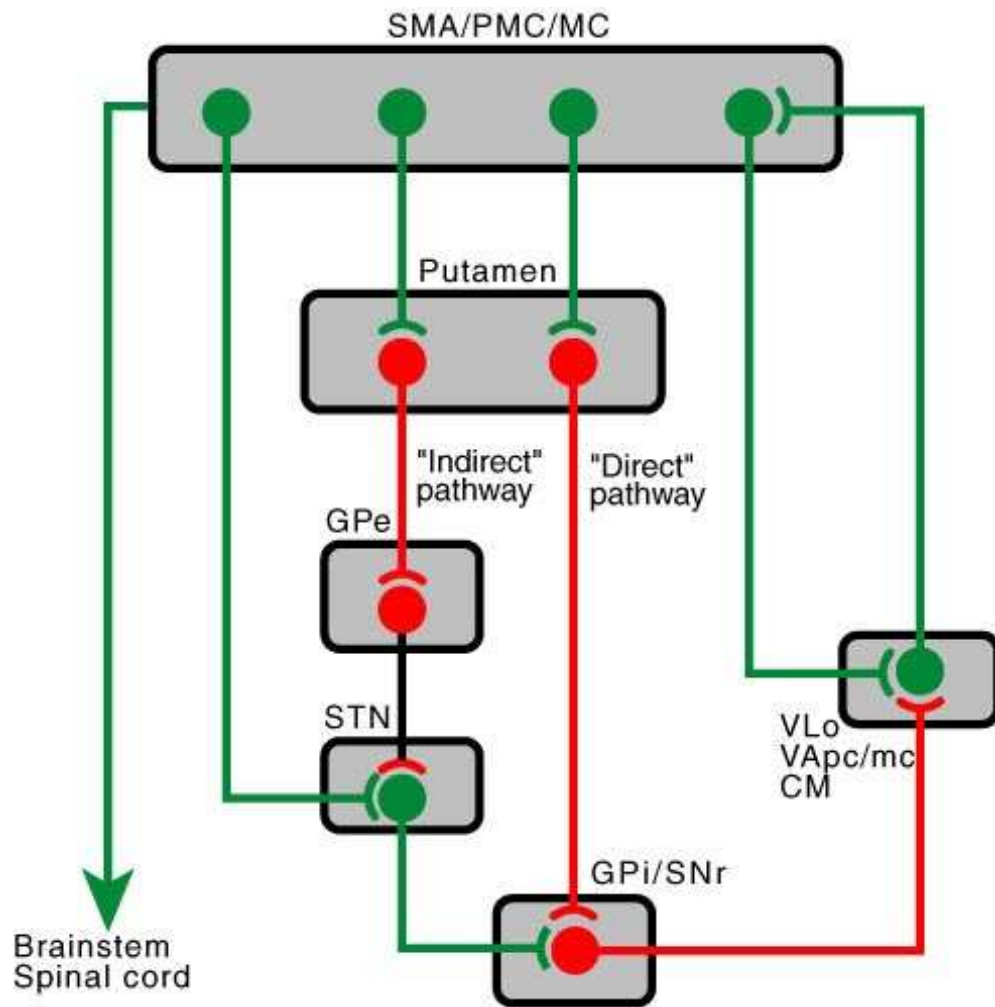 SMA/PMC/MC
Putamen
"Indirect"
pathway
"Direct"
pathway
GPe
STN
VLo
VApc/mc
CM
GPi/SNr
Brainstem
Spinal cord